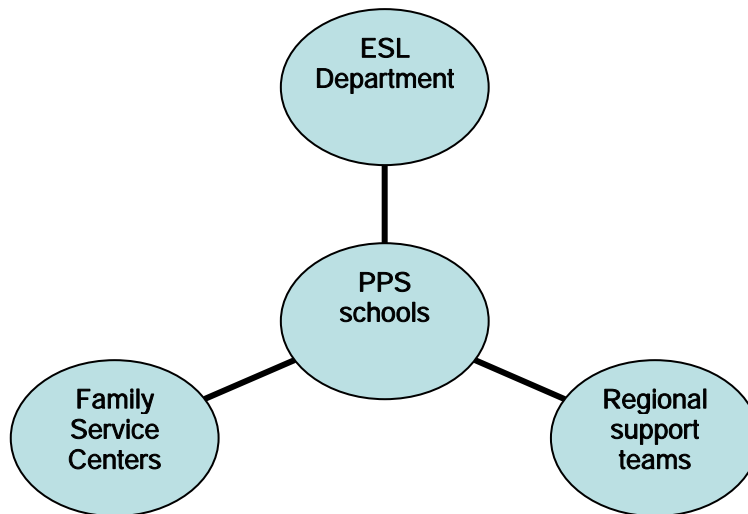 ESL
Department
PPS
schools
Family
Service
Centers
Regional
support
teams